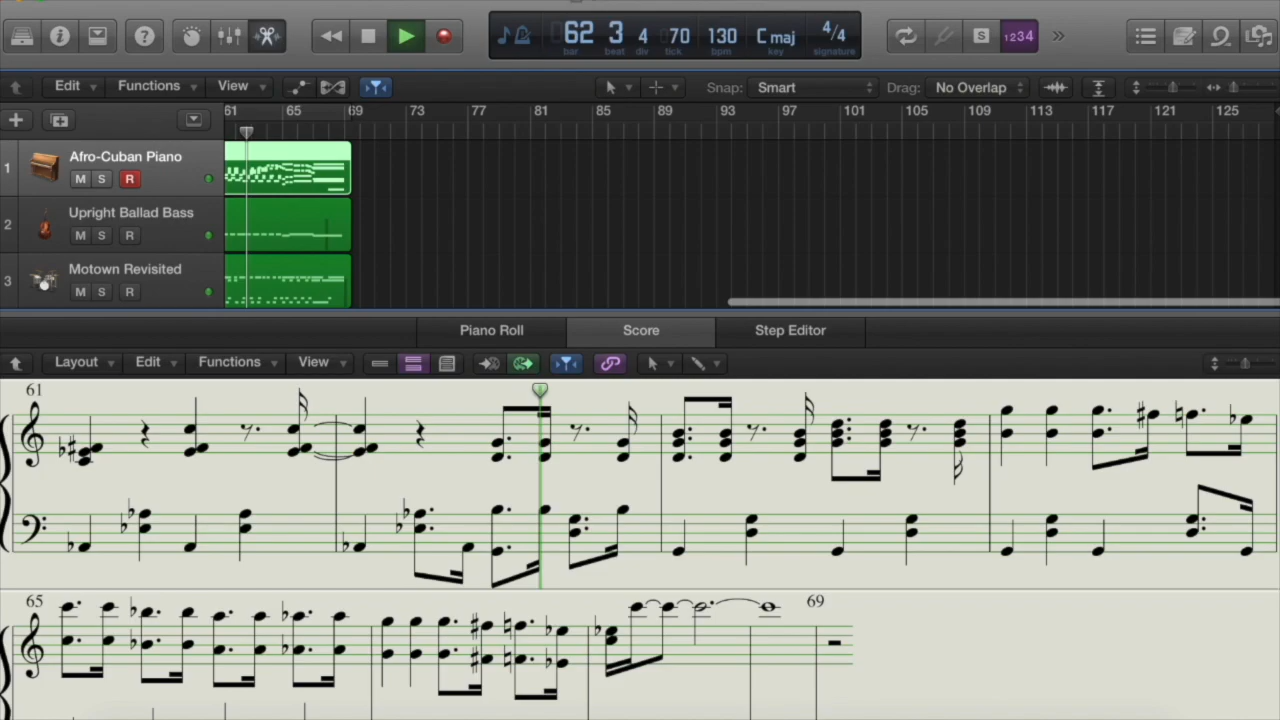 1234
62 3 4 70 130 C maj 4/4
bar beat div tick bpm key signature
Edit Functions View Snap: Smart Drag: No Overlap
61 65 69 73 77 81 85 89 93 97 101 105 109 113 117 121 125
1 Afro-Cuban Piano
M S R
2 Upright Ballad Bass
M S R
3 Motown Revisited
M S R
Piano Roll Score Step Editor
Layout Edit Functions View
61
65 69